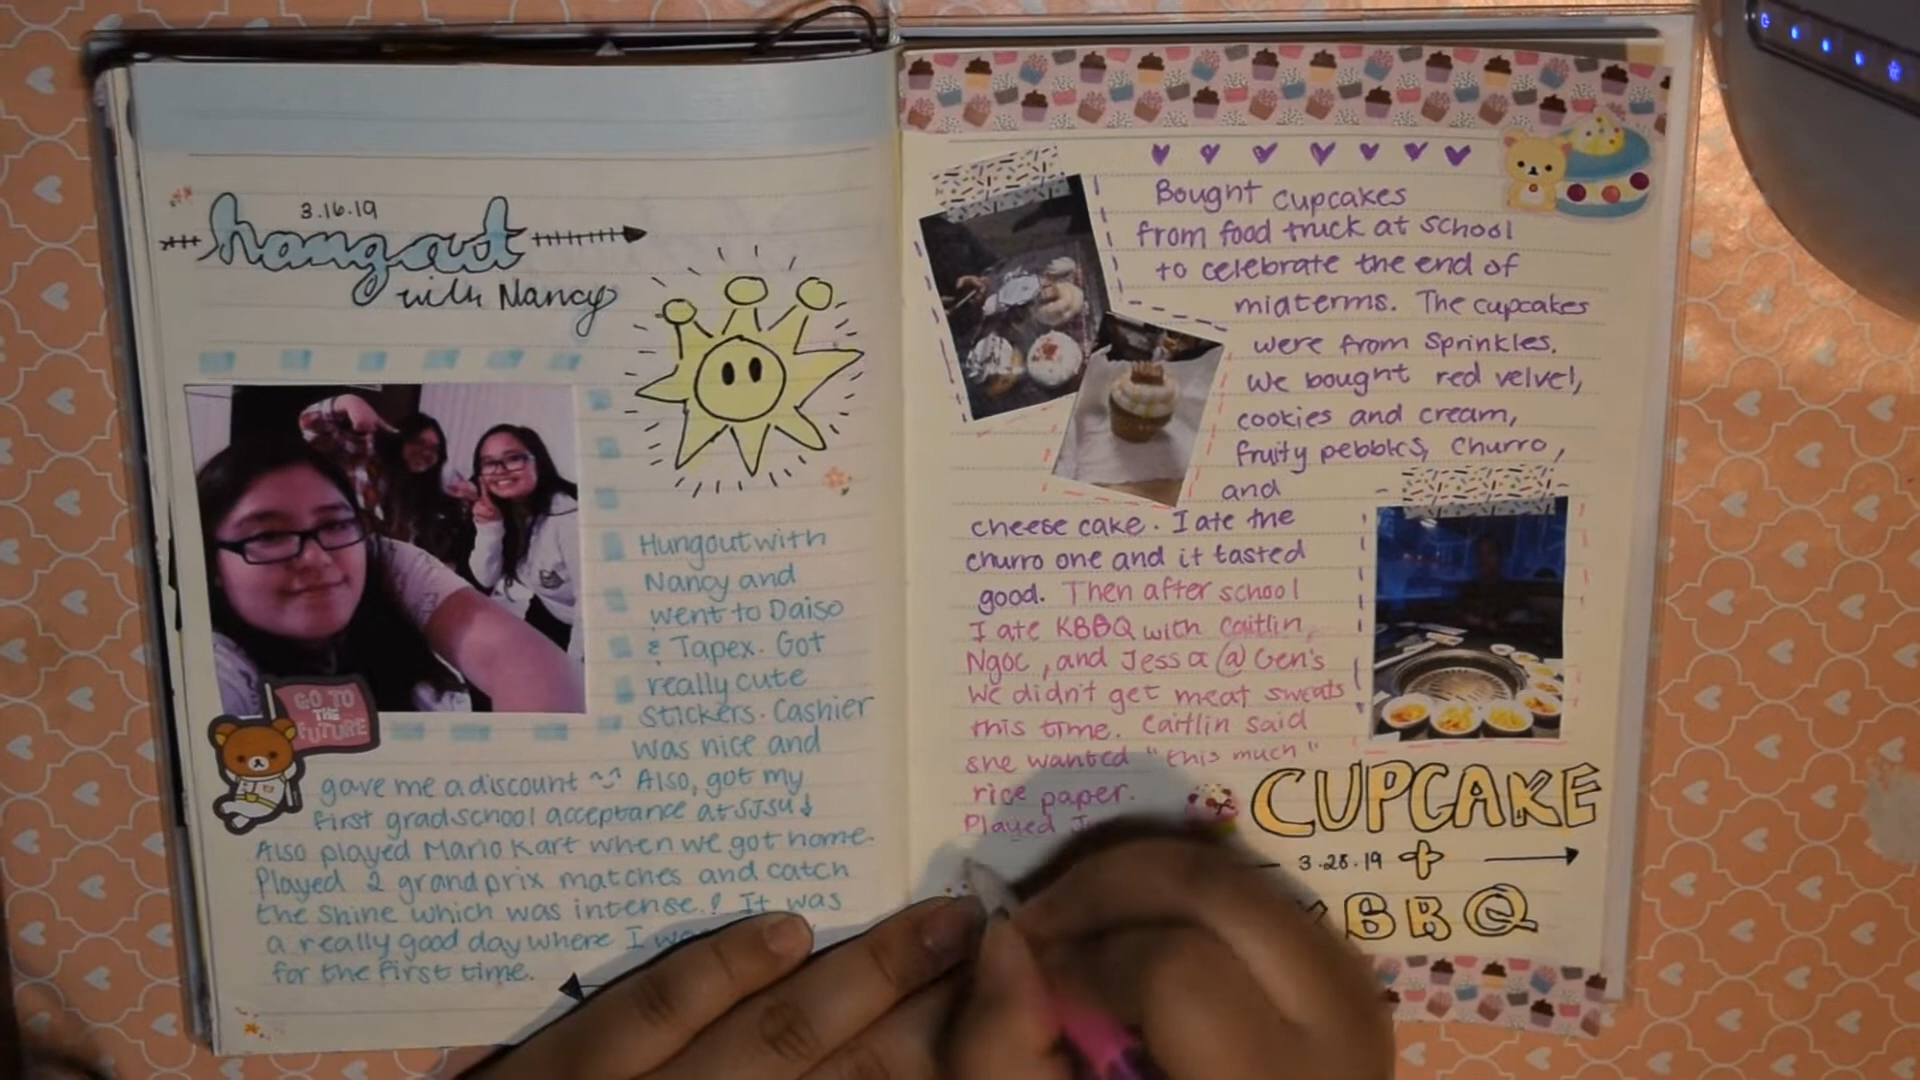 3.16.19
hangout
with Nancy
Hungout with
Nancy and
went to Daiso
& Tapex. Got
really cute
stickers. Cashier
was nice and
gave me a discount Also, got my
first grad school acceptance at SJSU
Also played Mario Kart when we got home.
Played 2 grand prix matches and catch
the shine which was intense! It was
a really good day where I
for the first time.
GO TO
THE
FUTURE
Bought cupcakes
from food truck at school
to celebrate the end of
midterms. The cupcakes
were from Sprinkles.
We bought red velvet,
cookies and cream,
fruity pebbles, churro,
and
cheese cake. I ate the
churro one and it tasted
good. Then after school
I ate KBBQ with Caitlin,
Ngoc, and Jessa @ Gen's
We didn't get meat sweats
this time. Caitlin said
she wanted "this much"
rice paper.
Played
CUPCAKE
3.28.19 +
BBQ